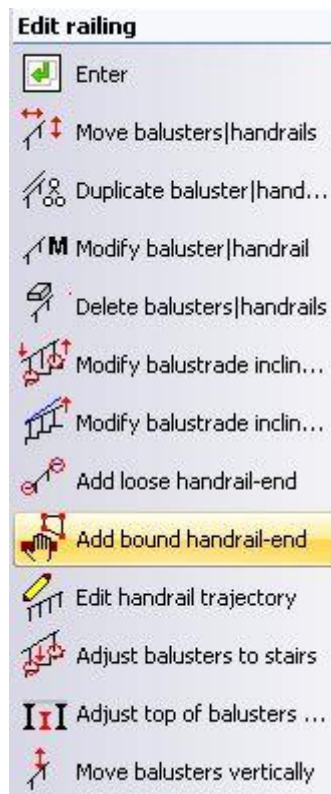 Edit railing
Enter
Move balusters|handrails
Duplicate baluster|hand...
M Modify baluster|handrail
Delete balusters|handrails
Modify balustrade inclin...
Modify balustrade inclin...
Add loose handrail-end
Add bound handrail-end
Edit handrail trajectory
Adjust balusters to stairs
Adjust top of balusters ...
Move balusters vertically